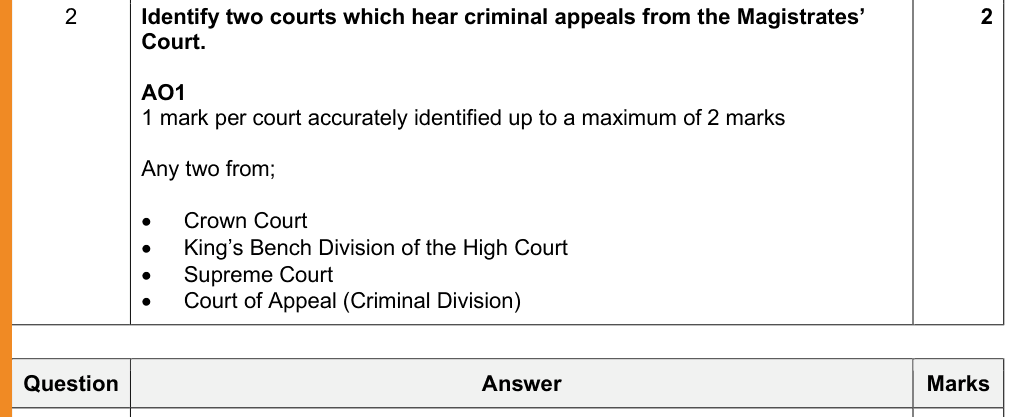 2
Identify two courts which hear criminal appeals from the Magistrates’
Court.
2
AO1
1 mark per court accurately identified up to a maximum of 2 marks
Any two from;
• Crown Court
• King’s Bench Division of the High Court
• Supreme Court
• Court of Appeal (Criminal Division)
Question
Answer
Marks